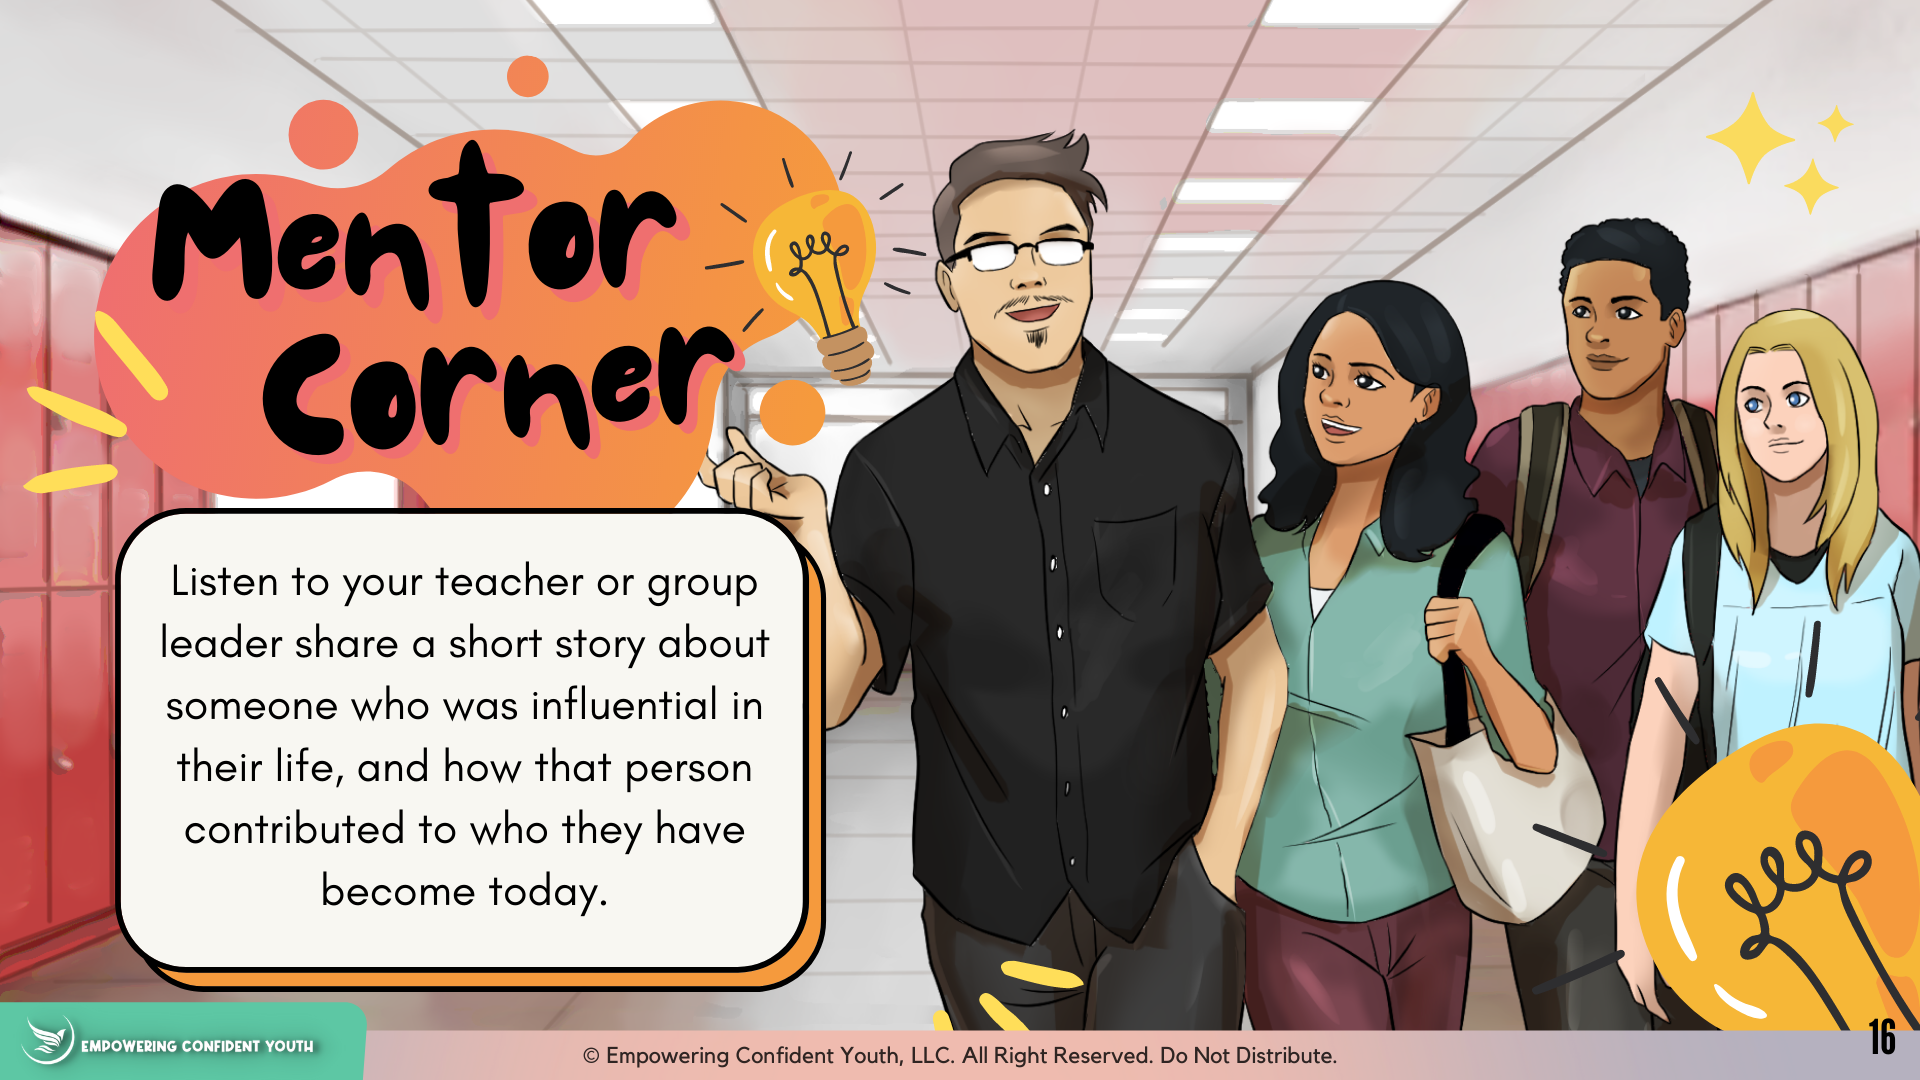 Mentor
Corner
Listen to your teacher or group
leader share a short story about
someone who was influential in
their life, and how that person
contributed to who they have
become today.
EMPOWERING CONFIDENT YOUTH
© Empowering Confident Youth, LLC. All Right Reserved. Do Not Distribute.
16